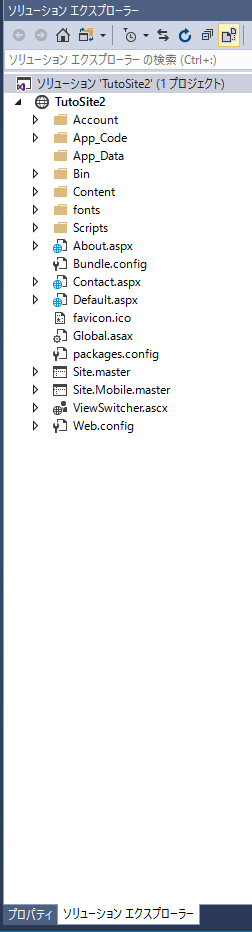 ソリューション エクスプローラー
ソリューション エクスプローラー の検索 (Ctrl+:)
ソリューション 'TutoSite2' (1 プロジェクト)
TutoSite2
Account
App_Code
App_Data
Bin
Content
fonts
Scripts
About.aspx
Bundle.config
Contact.aspx
Default.aspx
favicon.ico
Global.asax
packages.config
Site.master
Site.Mobile.master
ViewSwitcher.ascx
Web.config
プロパティ ソリューション エクスプローラー